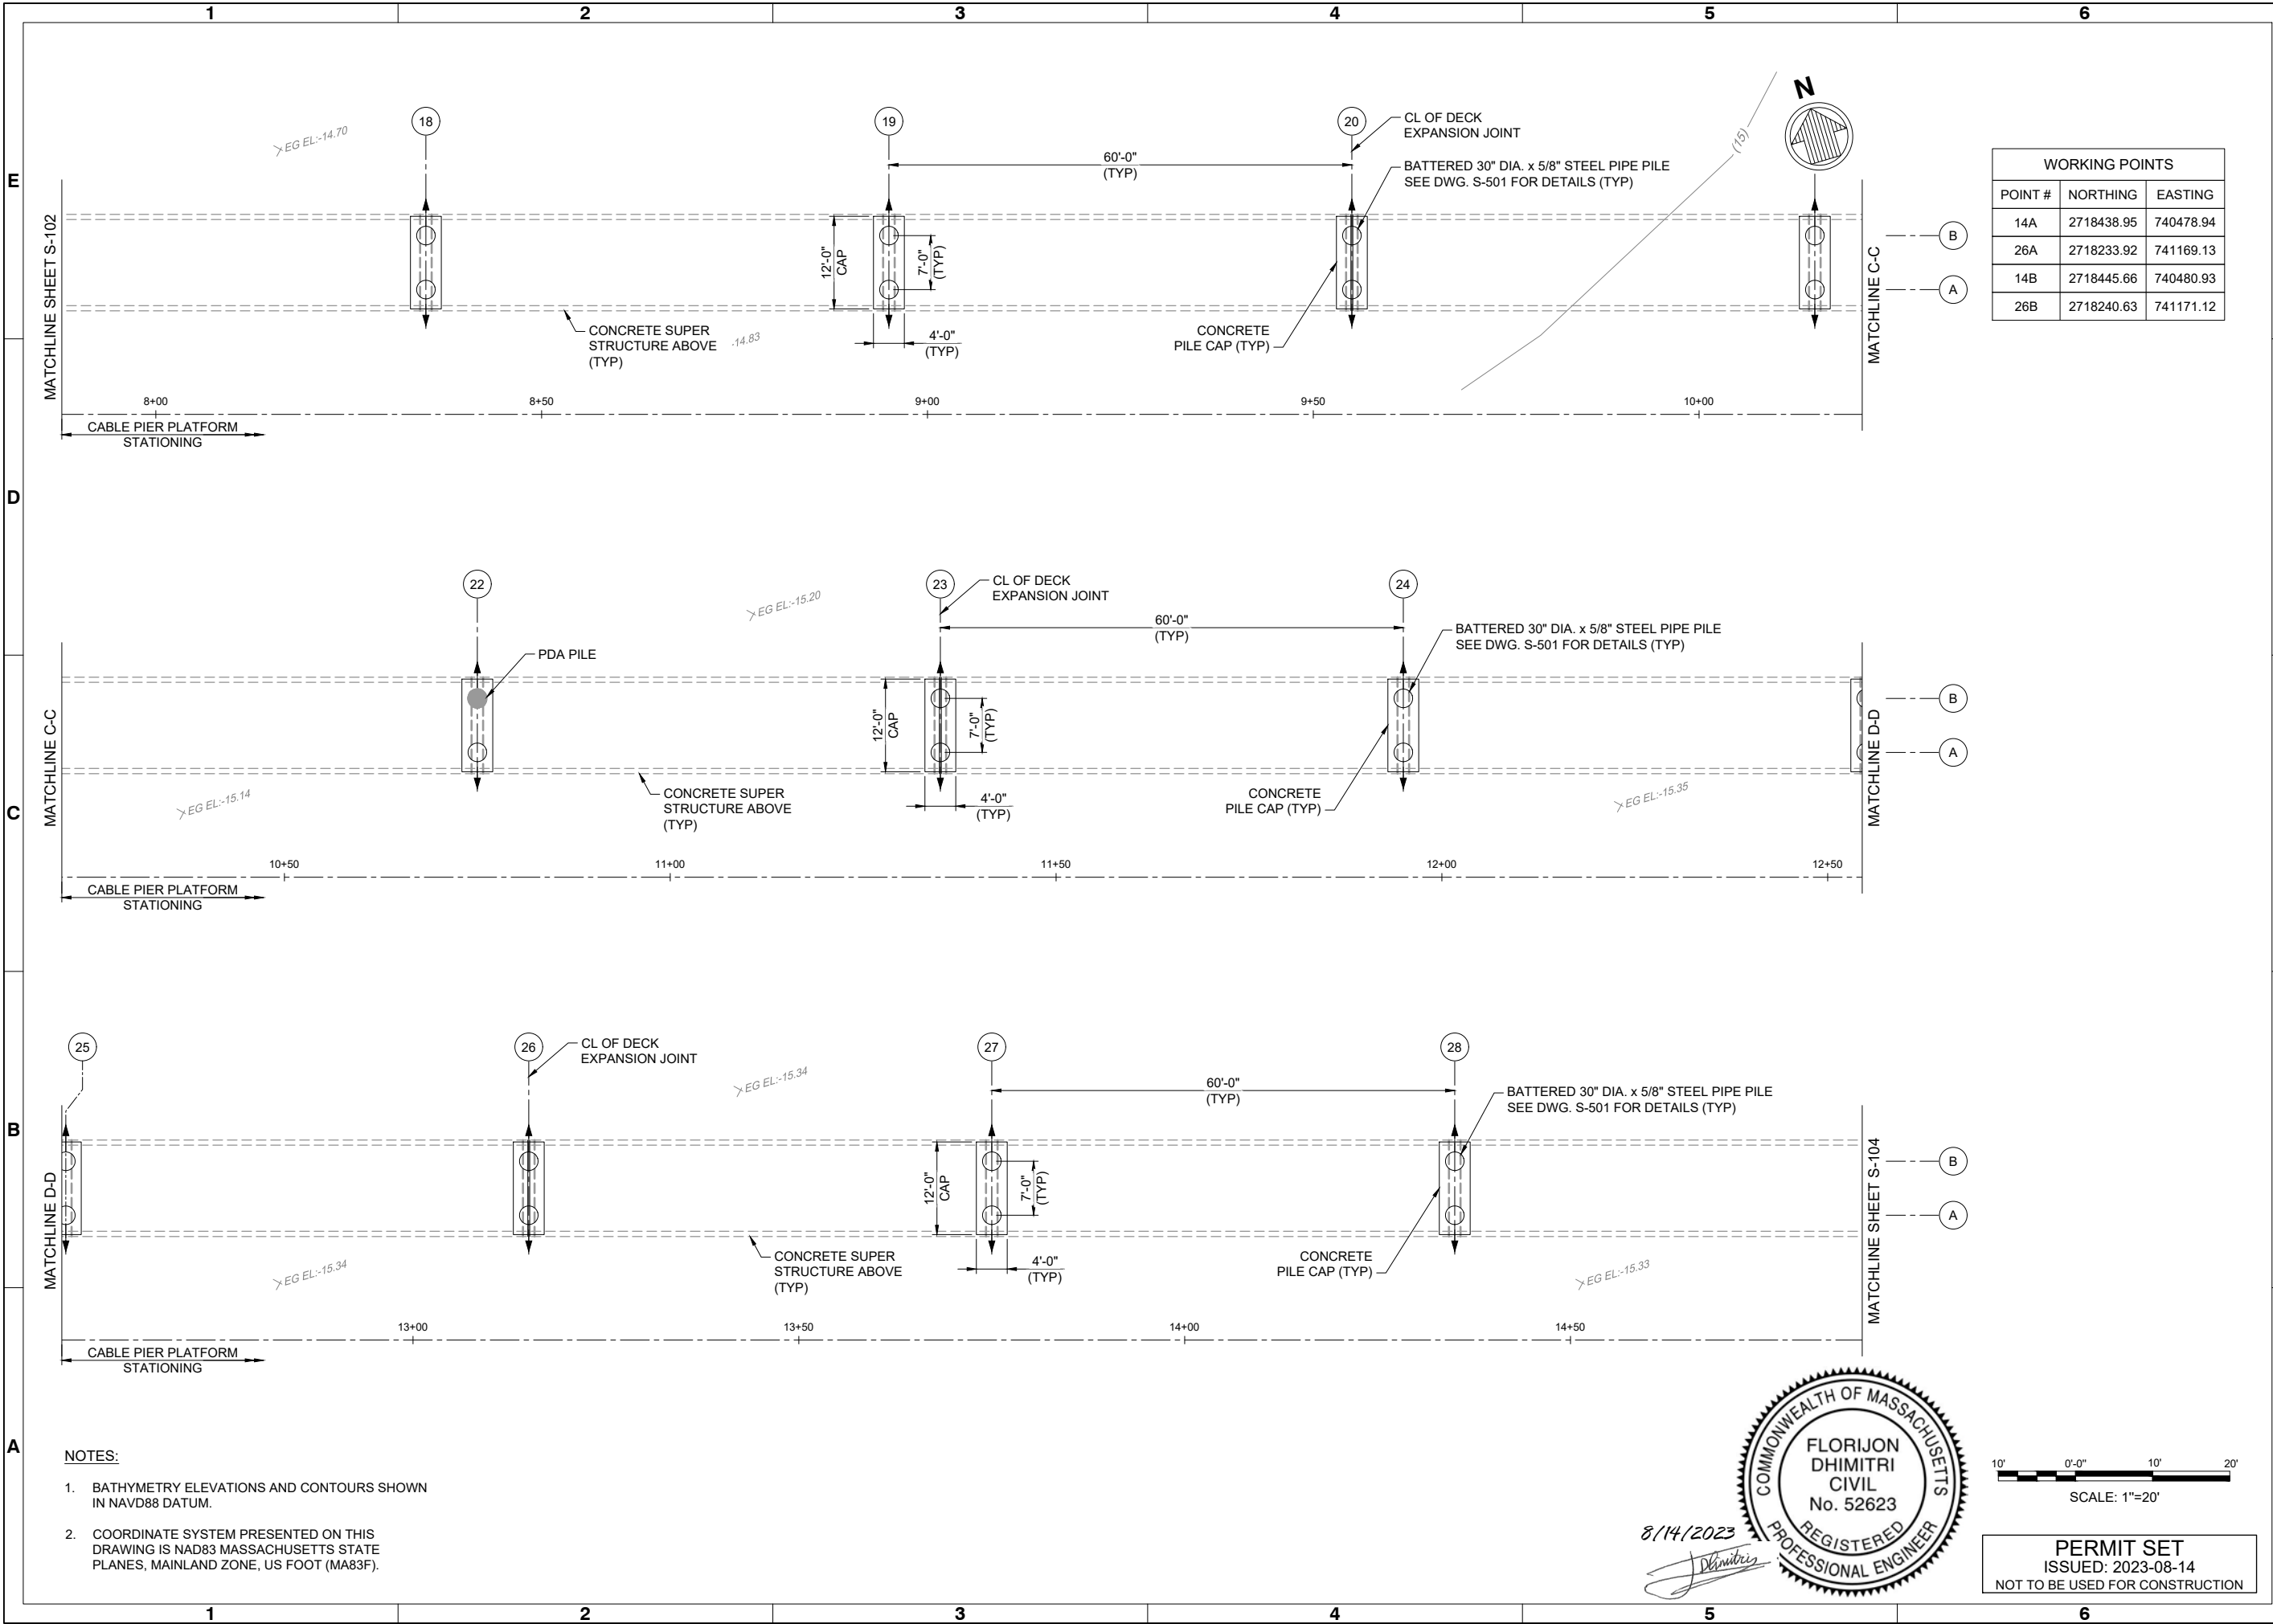 1 2 3 4 5 6
E
D
C
B
A
N
18
19
20
EG EL:-14.70
60'-0"
(TYP)
CL OF DECK
EXPANSION JOINT
BATTERED 30" DIA. x 5/8" STEEL PIPE PILE
SEE DWG. S-501 FOR DETAILS (TYP)
(15)
MATCHLINE SHEET S-102
12'-0"
CAP
7'-0"
(TYP)
4'-0"
(TYP)
CONCRETE SUPER
STRUCTURE ABOVE
(TYP)
-14.83
CONCRETE
PILE CAP (TYP)
MATCHLINE C-C
B
A
8+00 8+50 9+00 9+50 10+00
CABLE PIER PLATFORM
STATIONING
WORKING POINTS
POINT # NORTHING EASTING
14A 2718438.95 740478.94
26A 2718233.92 741169.13
14B 2718445.66 740480.93
26B 2718240.63 741171.12
22
23
24
EG EL:-15.20
CL OF DECK
EXPANSION JOINT
60'-0"
(TYP)
BATTERED 30" DIA. x 5/8" STEEL PIPE PILE
SEE DWG. S-501 FOR DETAILS (TYP)
PDA PILE
MATCHLINE C-C
12'-0"
CAP
7'-0"
(TYP)
4'-0"
(TYP)
EG EL:-15.14
CONCRETE SUPER
STRUCTURE ABOVE
(TYP)
CONCRETE
PILE CAP (TYP)
EG EL:-15.35
MATCHLINE D-D
B
A
10+50 11+00 11+50 12+00 12+50
CABLE PIER PLATFORM
STATIONING
25
26
27
28
CL OF DECK
EXPANSION JOINT
EG EL:-15.34
60'-0"
(TYP)
BATTERED 30" DIA. x 5/8" STEEL PIPE PILE
SEE DWG. S-501 FOR DETAILS (TYP)
MATCHLINE D-D
12'-0"
CAP
7'-0"
(TYP)
4'-0"
(TYP)
EG EL:-15.34
CONCRETE SUPER
STRUCTURE ABOVE
(TYP)
CONCRETE
PILE CAP (TYP)
EG EL:-15.33
MATCHLINE SHEET S-104
B
A
13+00 13+50 14+00 14+50
CABLE PIER PLATFORM
STATIONING
NOTES:
1. BATHYMETRY ELEVATIONS AND CONTOURS SHOWN
IN NAVD88 DATUM.
2. COORDINATE SYSTEM PRESENTED ON THIS
DRAWING IS NAD83 MASSACHUSETTS STATE
PLANES, MAINLAND ZONE, US FOOT (MA83F).
8/14/2023
COMMONWEALTH OF MASSACHUSETTS
FLORIJON
DHIMITRI
CIVIL
No. 52623
REGISTERED
PROFESSIONAL ENGINEER
10' 0'-0" 10' 20'
SCALE: 1"=20'
PERMIT SET
ISSUED: 2023-08-14
NOT TO BE USED FOR CONSTRUCTION
1 2 3 4 5 6